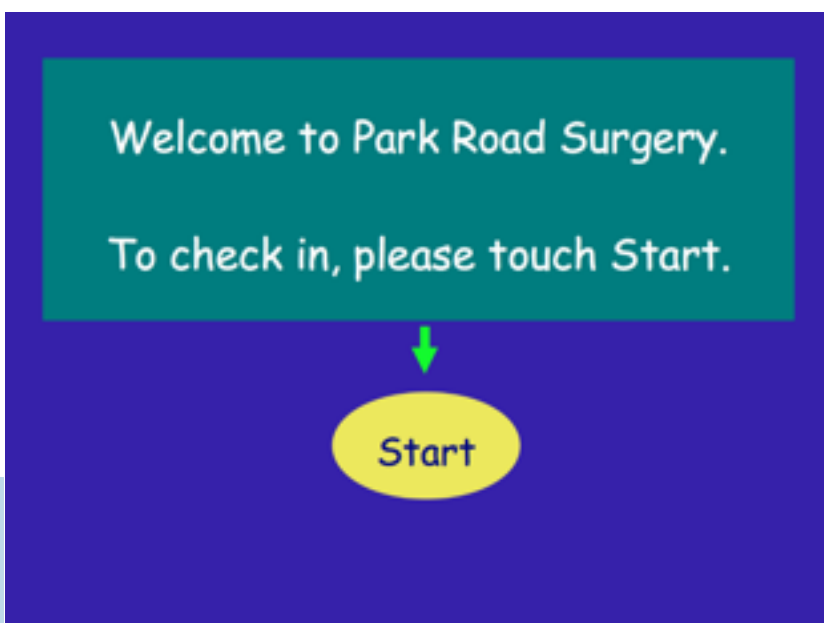 Welcome to Park Road Surgery.
To check in, please touch Start.
Start